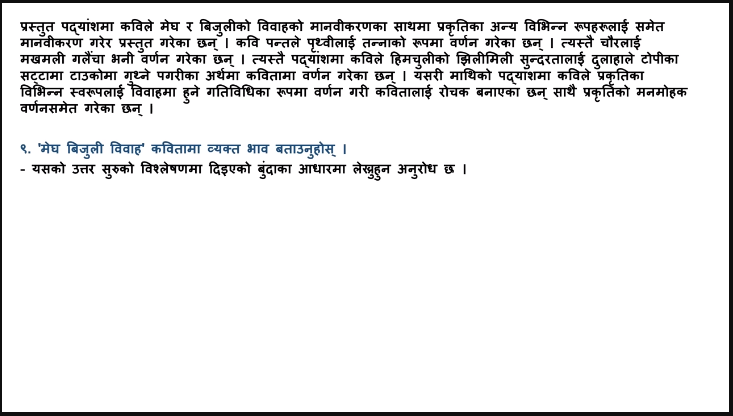 प्रस्तुत पद्यांशमा कविले मेघ र बिजुलीको विवाहको मानवीकरणका साथमा प्रकृतिका अन्य विभिन्न रूपहरूलाई समेत
मानवीकरण गरेर प्रस्तुत गरेका छन् । कवि पन्तले पृथ्वीलाई तन्नाको रूपमा वर्णन गरेका छन् । त्यस्तै चौरलाई
मखमली गलैंचा भनी वर्णन गरेका छन् । त्यस्तै पद्यांशमा कविले हिमचुलीको झिलीमिली सुन्दरतालाई दुलाहाले टोपीका
सट्टामा टाउकोमा गुथ्ने पगरीका अर्थमा कवितामा वर्णन गरेका छन् । यसरी माथिको पद्यांशमा कविले प्रकृतिका
विभिन्न स्वरूपलाई विवाहमा हुने गतिविधिका रूपमा वर्णन गरी कवितालाई रोचक बनाएका छन् साथै प्रकृतिको मनमोहक
वर्णनसमेत गरेका छन् ।
९. 'मेघ बिजुली विवाह' कवितामा व्यक्त भाव बताउनुहोस् ।
- यसको उत्तर सुरुको विश्लेषणमा दिइएको बुंदाका आधारमा लेख्नुहुन अनुरोध छ ।